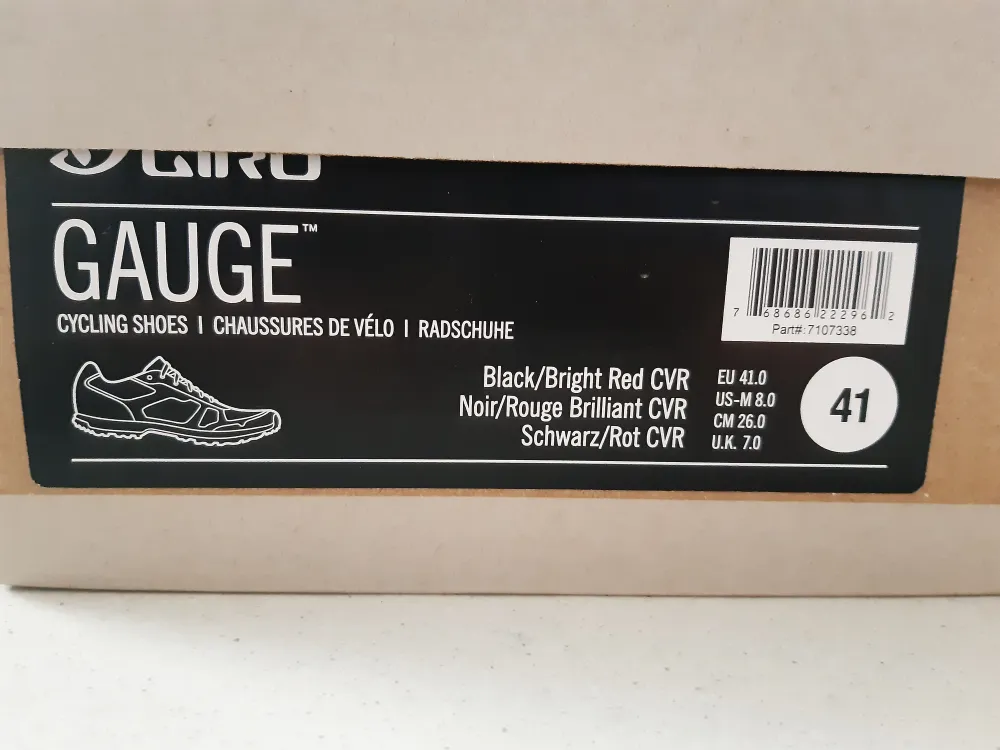 GIRO
GAUGE™
CYCLING SHOES | CHAUSSURES DE VÉLO | RADSCHUHE
7 68686 22296 2
Part#: 7107338
Black/Bright Red CVR
Noir/Rouge Brilliant CVR
Schwarz/Rot CVR
EU 41.0
US-M 8.0
CM 26.0
U.K. 7.0
41